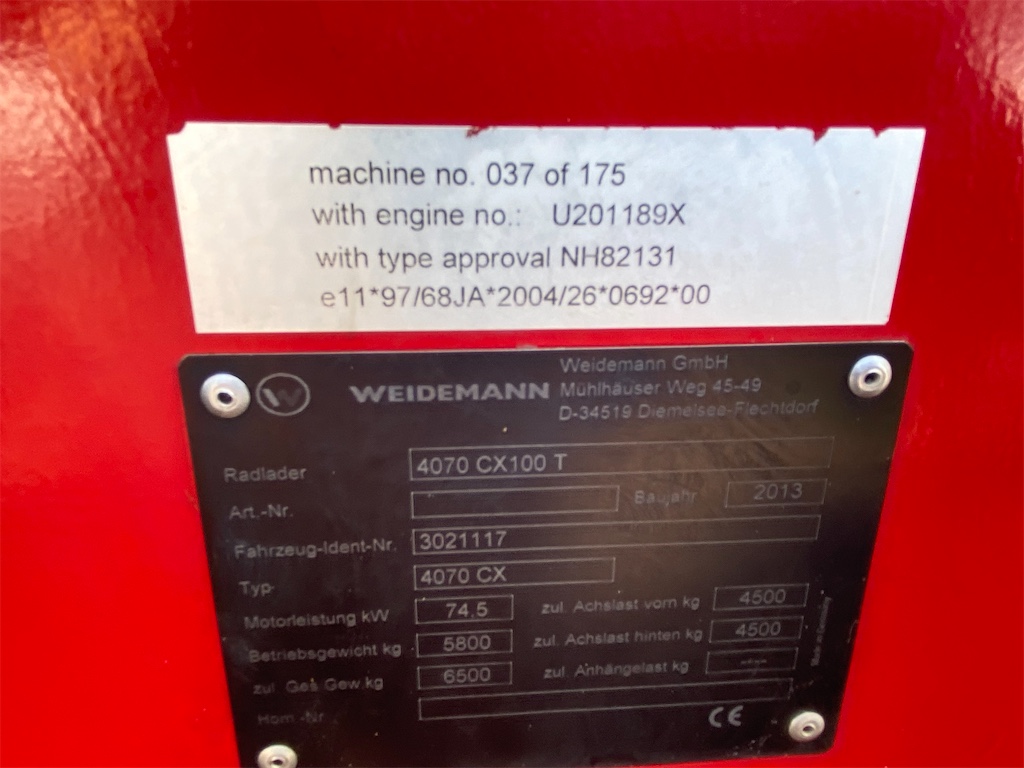 machine no. 037 of 175
with engine no.: U201189X
with type approval NH82131
e11*97/68JA*2004/26*0692*00
WEIDEMANN
Weidemann GmbH
Mühlhäuser Weg 45-49
D-34519 Diemelsee-Flechtdorf
Radlader 4070 CX100 T
Art.-Nr. Baujahr 2013
Fahrzeug-Ident-Nr. 3021117
Typ 4070 CX
Motorleistung kW 74,5 zul. Achslast vorn kg 4500
Betriebsgewicht kg 5800 zul. Achslast hinten kg 4500
zul. Ges.Gew.kg 6500 zul. Anhängelast kg ----
Hom.-Nr.
CE
Made in Germany